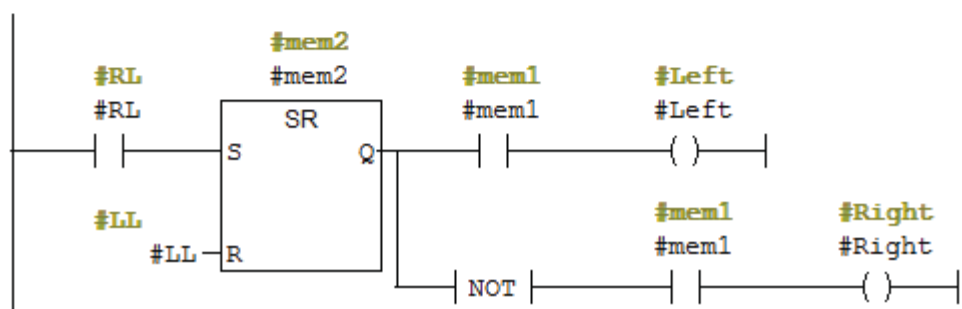 #mem2
#RL #mem2 #mem1 #Left
#RL SR #mem1 #Left
S Q
#LL #mem1 #Right
#LL R #mem1 #Right
NOT